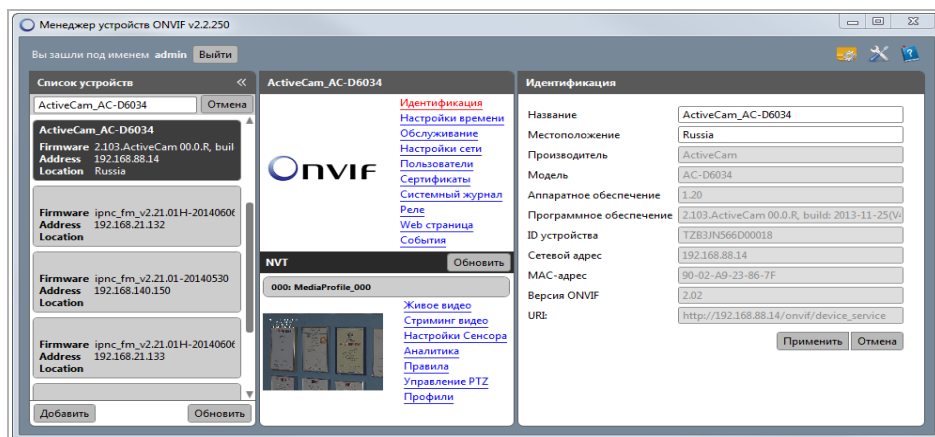 Менеджер устройств ONVIF v2.2.250
Вы зашли под именем admin Выйти
Список устройств «
ActiveCam_AC-D6034 Отмена
ActiveCam_AC-D6034
Firmware 2.103.ActiveCam 00.0.R, buil
Address 192.168.88.14
Location Russia
Firmware ipnc_fm_v2.21.01H-20140606
Address 192.168.21.132
Location
Firmware ipnc_fm_v2.21.01-20140530
Address 192.168.140.150
Location
Firmware ipnc_fm_v2.21.01H-20140606
Address 192.168.21.133
Location
Добавить Обновить
ActiveCam_AC-D6034
ONVIF
Идентификация
Настройки времени
Обслуживание
Настройки сети
Пользователи
Сертификаты
Системный журнал
Реле
Web страница
События
NVT Обновить
000: MediaProfile_000
Живое видео
Стриминг видео
Настройки Сенсора
Аналитика
Правила
Управление PTZ
Профили
Идентификация
Название ActiveCam_AC-D6034
Местоположение Russia
Производитель ActiveCam
Модель AC-D6034
Аппаратное обеспечение 1.20
Программное обеспечение 2.103.ActiveCam 00.0.R, build: 2013-11-25(V4
ID устройства TZB3JN566D00018
Сетевой адрес 192.168.88.14
MAC-адрес 90-02-A9-23-86-7F
Версия ONVIF 2.02
URI: http://192.168.88.14/onvif/device_service
Применить Отмена